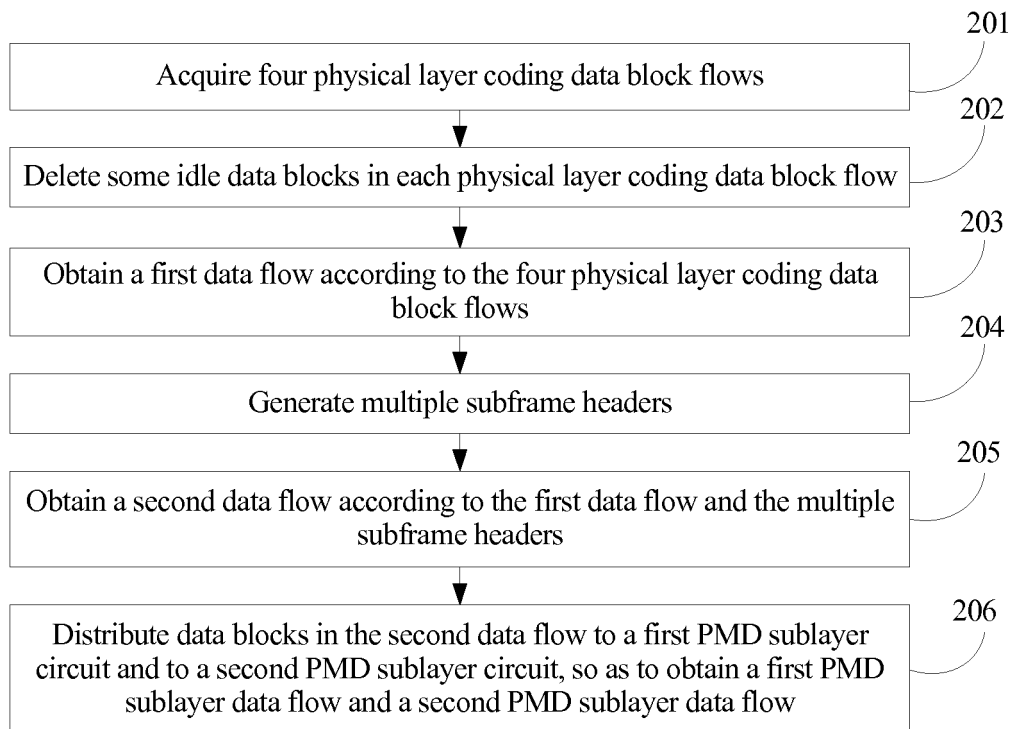 201
Acquire four physical layer coding data block flows
202
Delete some idle data blocks in each physical layer coding data block flow
203
Obtain a first data flow according to the four physical layer coding data
block flows
204
Generate multiple subframe headers
205
Obtain a second data flow according to the first data flow and the multiple
subframe headers
206
Distribute data blocks in the second data flow to a first PMD sublayer
circuit and to a second PMD sublayer circuit, so as to obtain a first PMD
sublayer data flow and a second PMD sublayer data flow